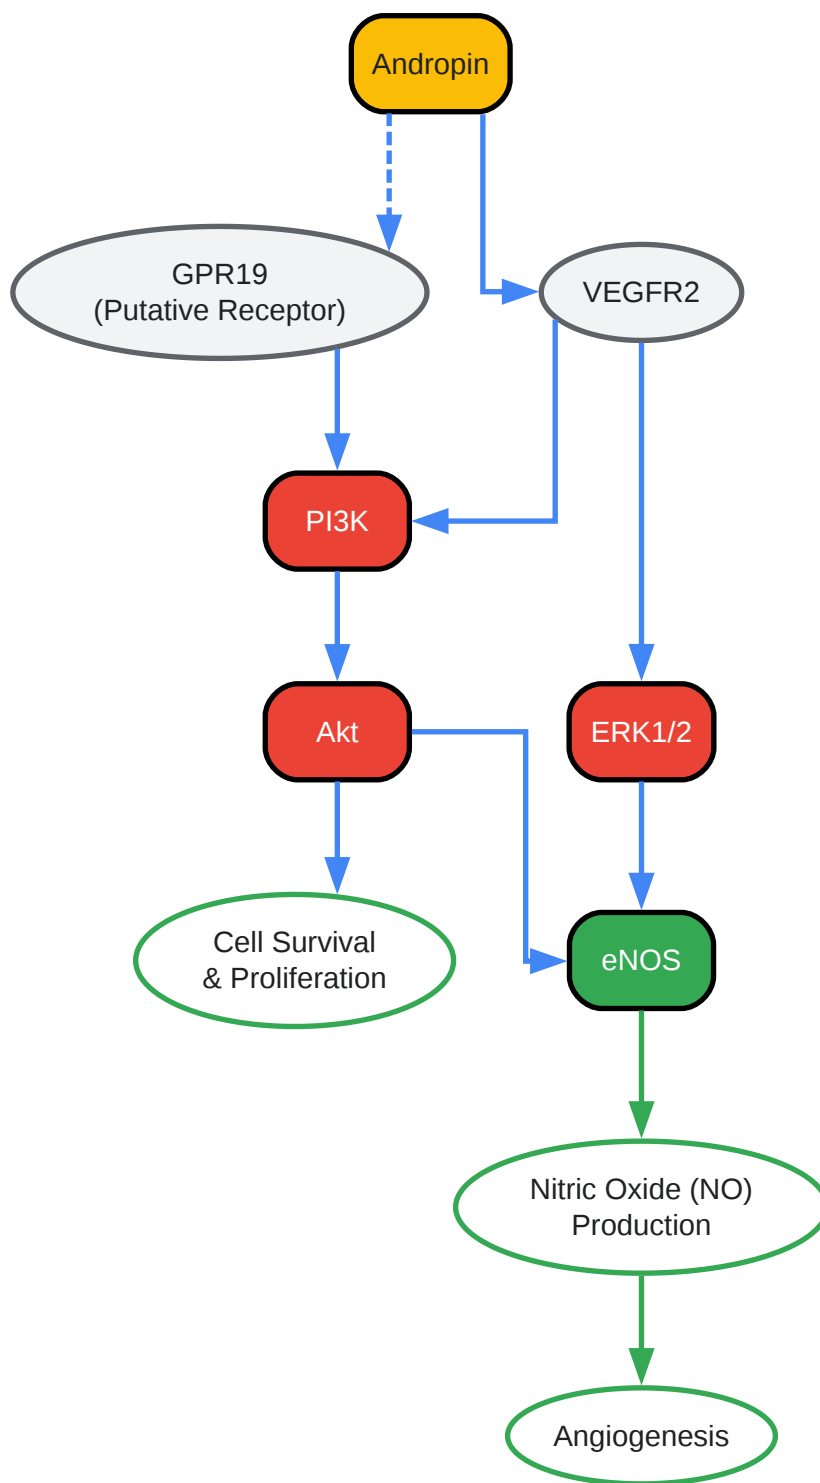 Andropin
GPR19
(Putative Receptor)
VEGFR2
PI3K
Akt
ERK1/2
Cell Survival
& Proliferation
eNOS
Nitric Oxide (NO)
Production
Angiogenesis